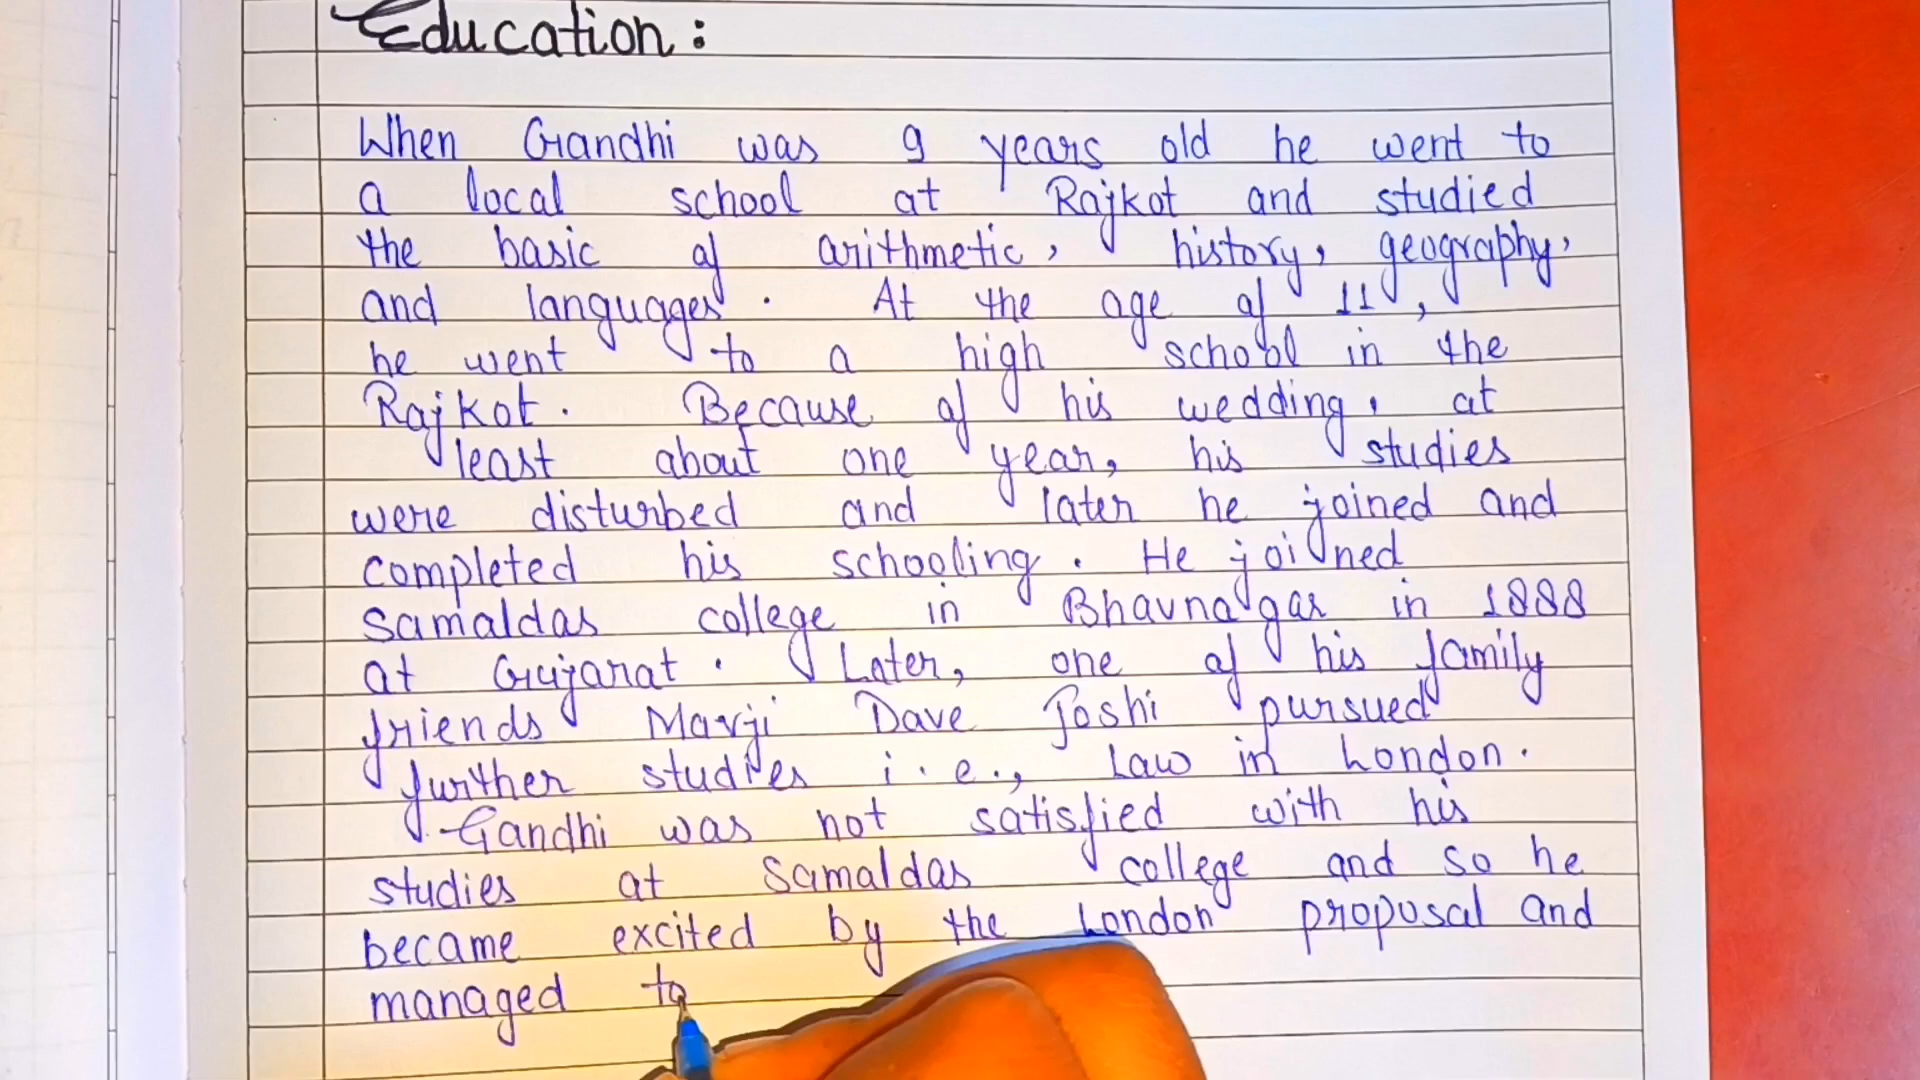 Education:
When Gandhi was 9 years old he went to
a local school at Rajkot and studied
the basic of arithmetic, history, geography,
and languages. At the age of 11,
he went to a high school in the
Rajkot. Because of his wedding, at
least about one year, his studies
were disturbed and later he joined and
completed his schooling. He joined
Samaldas college in Bhavnagar in 1888
at Gujarat. Later, one of his family
friends Mavji Dave Joshi pursued
further studies i.e., Law in London.
Gandhi was not satisfied with his
studies at Samaldas college and so he
became excited by the London proposal and
managed to